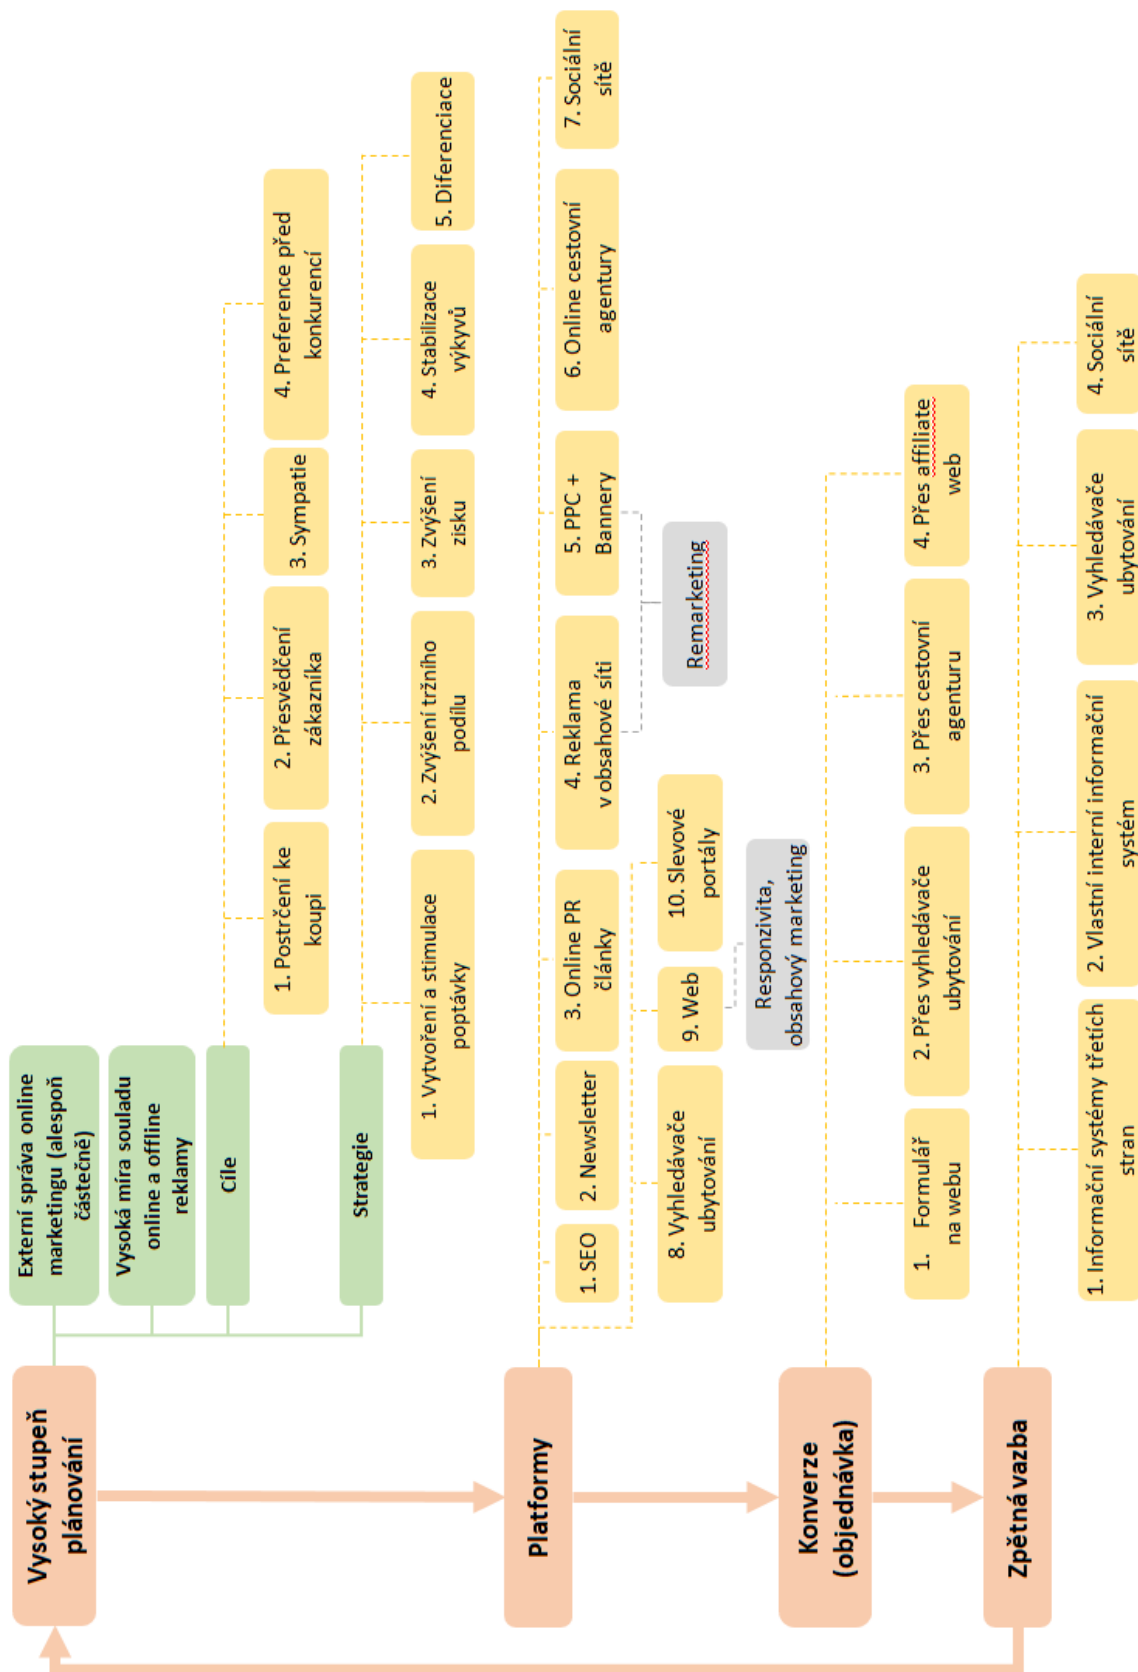 Vysoký stupeň
plánování
Externí správa online
marketingu (alespoň
částečně)
Vysoká míra souladu
online a offline
reklamy
Cíle
1. Postrčení ke
koupi
2. Přesvědčení
zákazníka
3. Sympatie
4. Preference před
konkurencí
Strategie
1. Vytvoření a stimulace
poptávky
2. Zvýšení tržního
podílu
3. Zvýšení
zisku
4. Stabilizace
výkyvů
5. Diferenciace
Platformy
1. SEO
2. Newsletter
3. Online PR
články
4. Reklama
v obsahové síti
5. PPC +
Bannery
6. Online cestovní
agentury
7. Sociální
sítě
8. Vyhledávače
ubytování
9. Web
10. Slevové
portály
Remarketing
Responzivita,
obsahový marketing
Konverze
(objednávka)
1. Formulář
na webu
2. Přes vyhledávače
ubytování
3. Přes cestovní
agenturu
4. Přes affiliate
web
Zpětná vazba
1. Informační systémy třetích
stran
2. Vlastní interní informační
systém
3. Vyhledávače
ubytování
4. Sociální
sítě